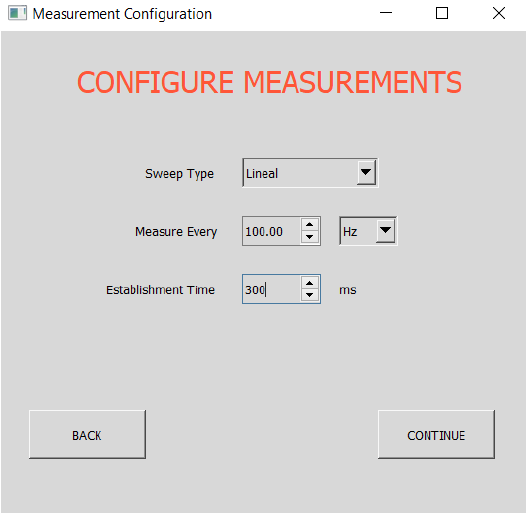 Measurement Configuration
CONFIGURE MEASUREMENTS
Sweep Type Lineal
Measure Every 100.00 Hz
Establishment Time 300 ms
BACK CONTINUE